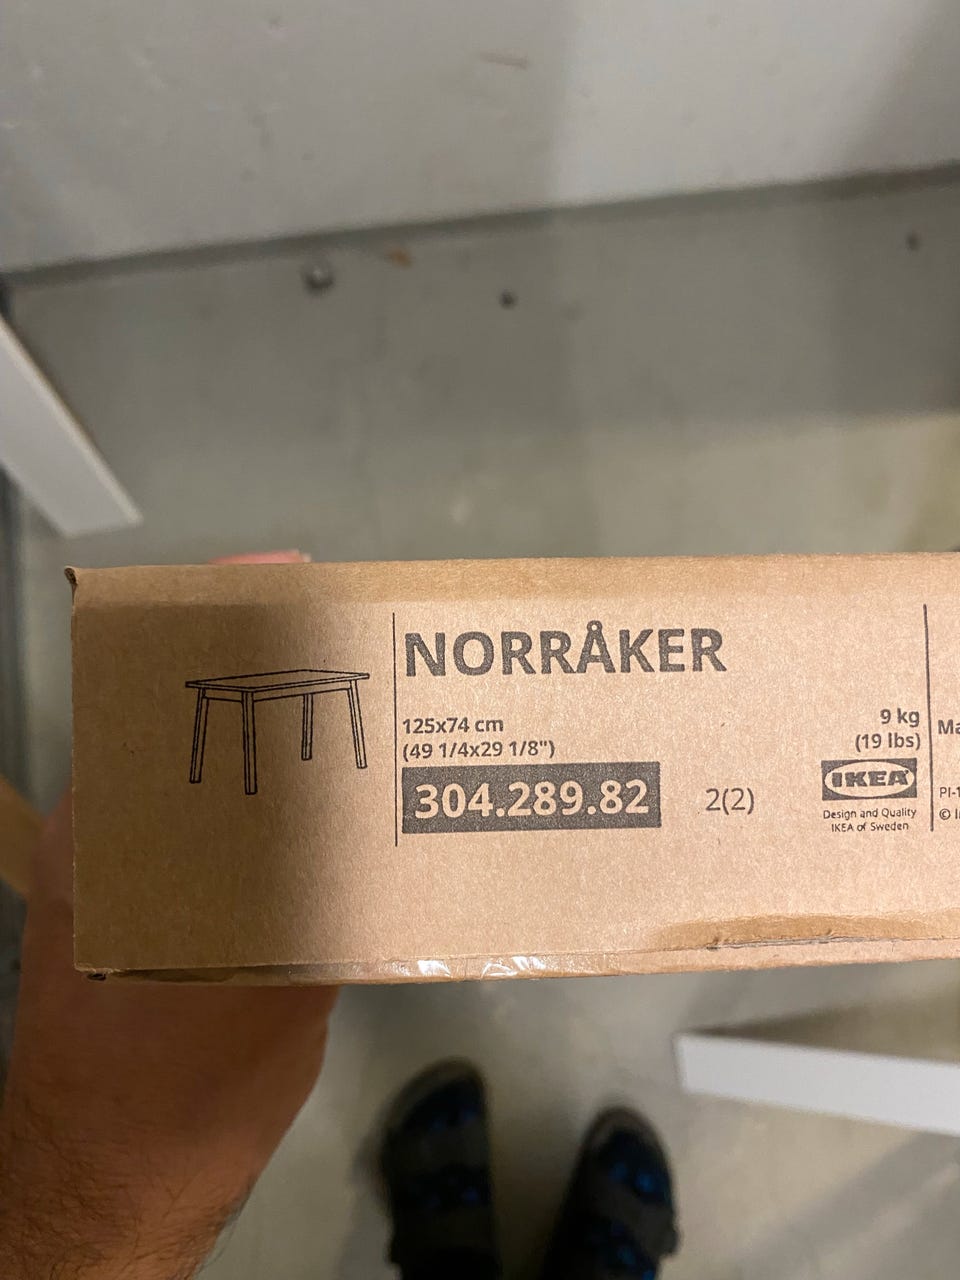 NORRÅKER
125x74 cm
(49 1/4x29 1/8")
304.289.82
2(2)
9 kg
(19 lbs)
IKEA
Design and Quality
IKEA of Sweden